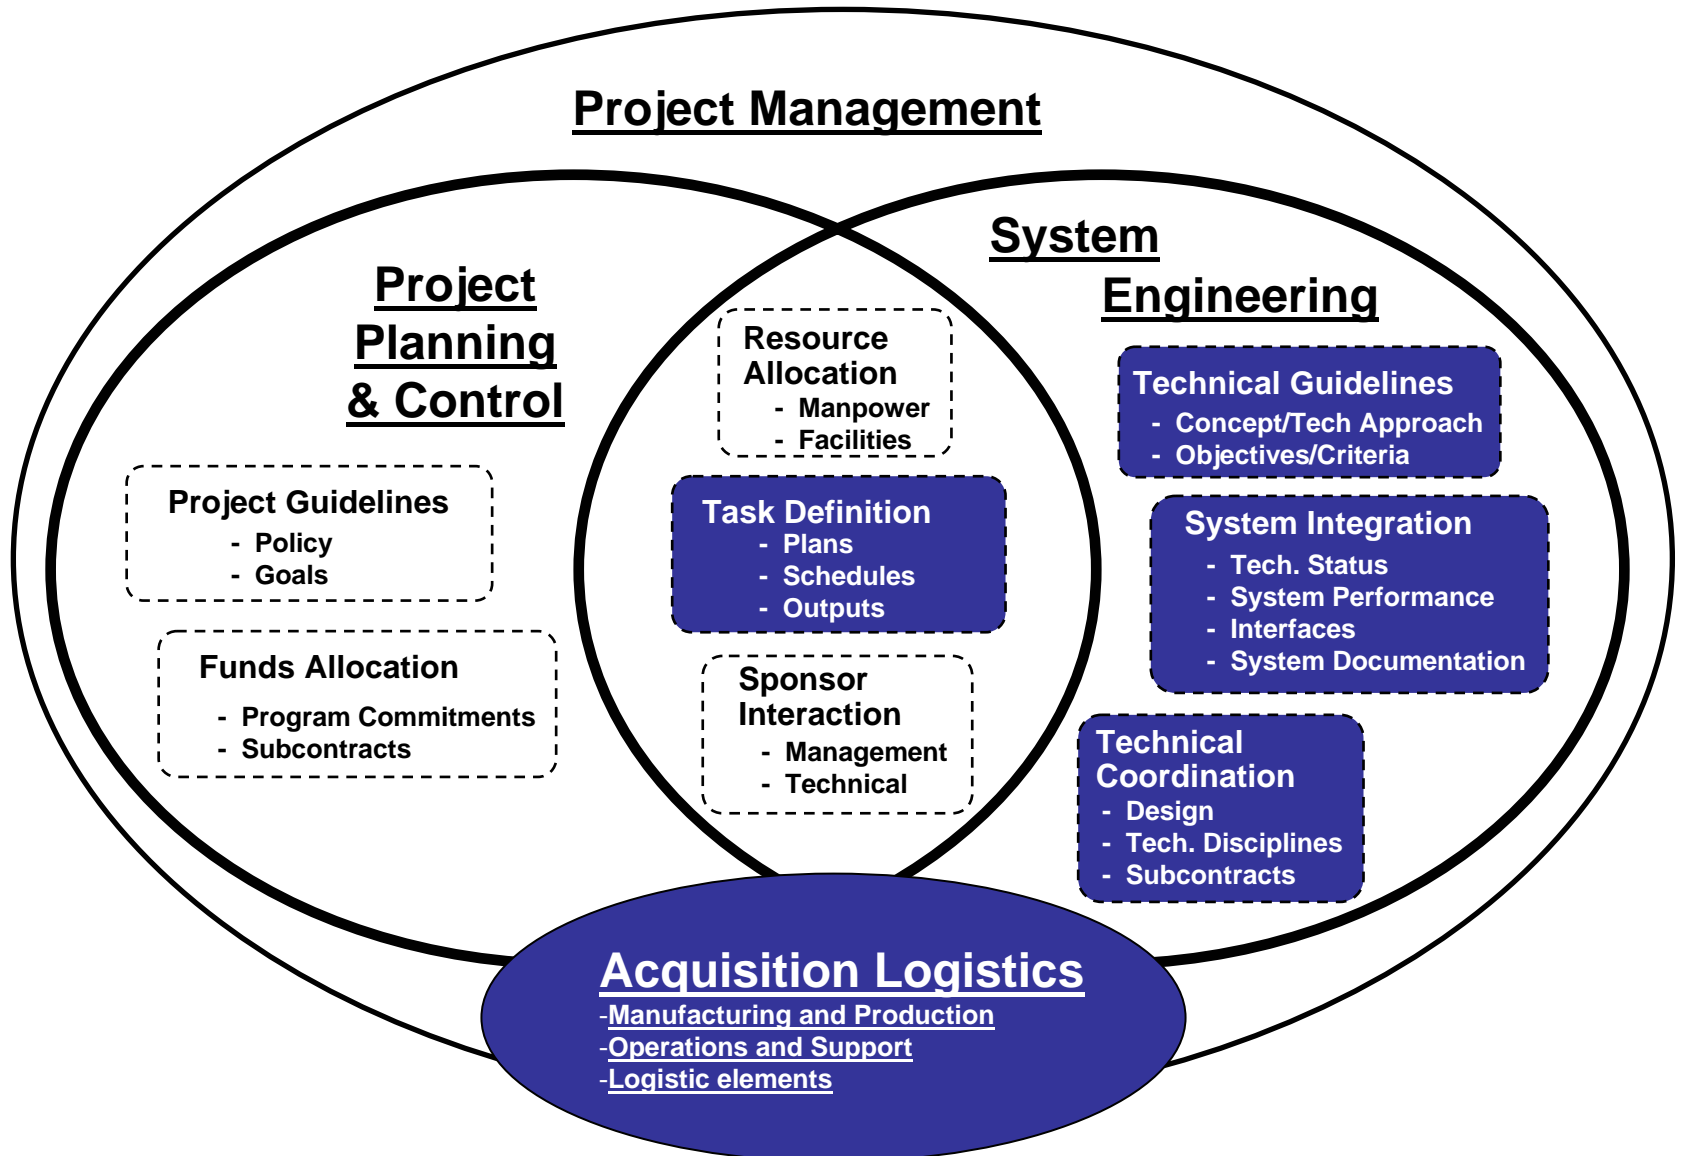 Project Management
Project
Planning
& Control
Project Guidelines
- Policy
- Goals
Funds Allocation
- Program Commitments
- Subcontracts
Resource
Allocation
- Manpower
- Facilities
Task Definition
- Plans
- Schedules
- Outputs
Sponsor
Interaction
- Management
- Technical
System
Engineering
Technical Guidelines
- Concept/Tech Approach
- Objectives/Criteria
System Integration
- Tech. Status
- System Performance
- Interfaces
- System Documentation
Technical
Coordination
- Design
- Tech. Disciplines
- Subcontracts
Acquisition Logistics
-Manufacturing and Production
-Operations and Support
-Logistic elements